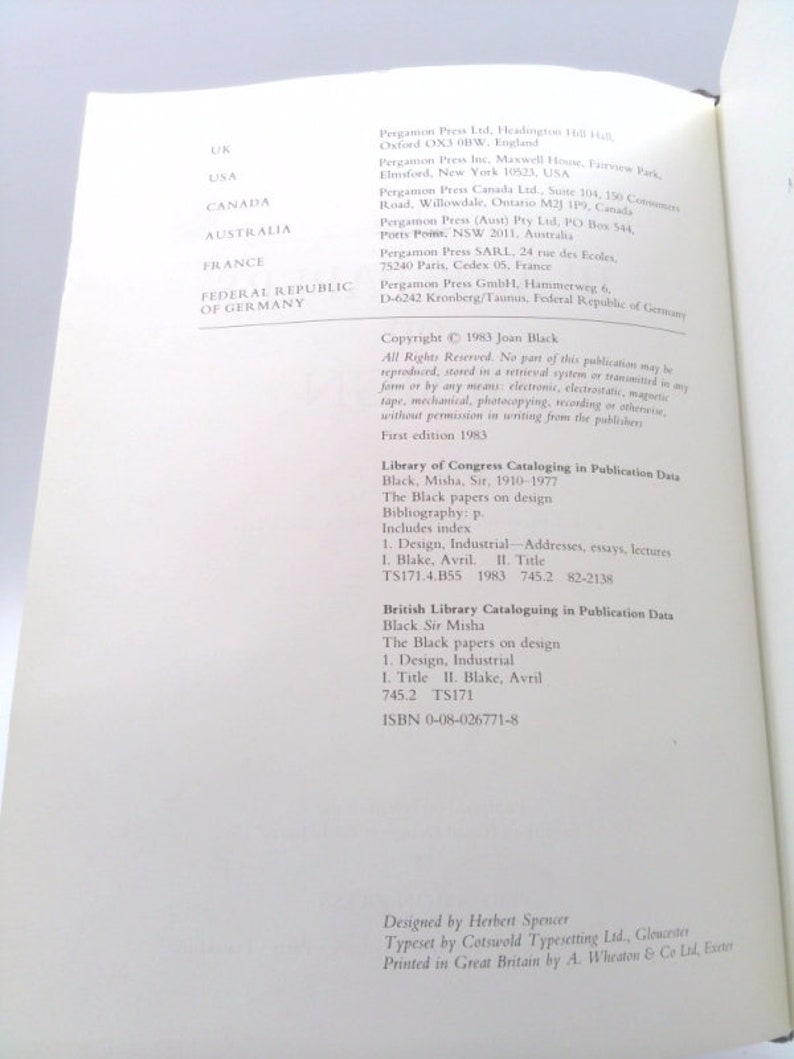 UK
Pergamon Press Ltd, Headington Hill Hall,
Oxford OX3 0BW, England
USA
Pergamon Press Inc, Maxwell House, Fairview Park,
Elmsford, New York 10523, USA
CANADA
Pergamon Press Canada Ltd., Suite 104, 150 Consumers
Road, Willowdale, Ontario M2J 1P9, Canada
AUSTRALIA
Pergamon Press (Aust) Pty Ltd, PO Box 544,
Potts Point, NSW 2011, Australia
FRANCE
Pergamon Press SARL, 24 rue des Ecoles,
75240 Paris, Cedex 05, France
FEDERAL REPUBLIC
OF GERMANY
Pergamon Press GmbH, Hammerweg 6,
D-6242 Kronberg/Taunus, Federal Republic of Germany
Copyright © 1983 Joan Black
All Rights Reserved. No part of this publication may be
reproduced, stored in a retrieval system or transmitted in any
form or by any means: electronic, electrostatic, magnetic
tape, mechanical, photocopying, recording or otherwise,
without permission in writing from the publishers
First edition 1983
Library of Congress Cataloging in Publication Data
Black, Misha, Sir, 1910–1977
The Black papers on design
Bibliography: p.
Includes index
1. Design, Industrial—Addresses, essays, lectures
I. Blake, Avril. II. Title
TS171.4.B55 1983 745.2 82-2138
British Library Cataloguing in Publication Data
Black Sir Misha
The Black papers on design
1. Design, Industrial
I. Title II. Blake, Avril
745.2 TS171
ISBN 0-08-026771-8
Designed by Herbert Spencer
Typeset by Cotswold Typesetting Ltd., Gloucester
Printed in Great Britain by A. Wheaton & Co Ltd, Exeter